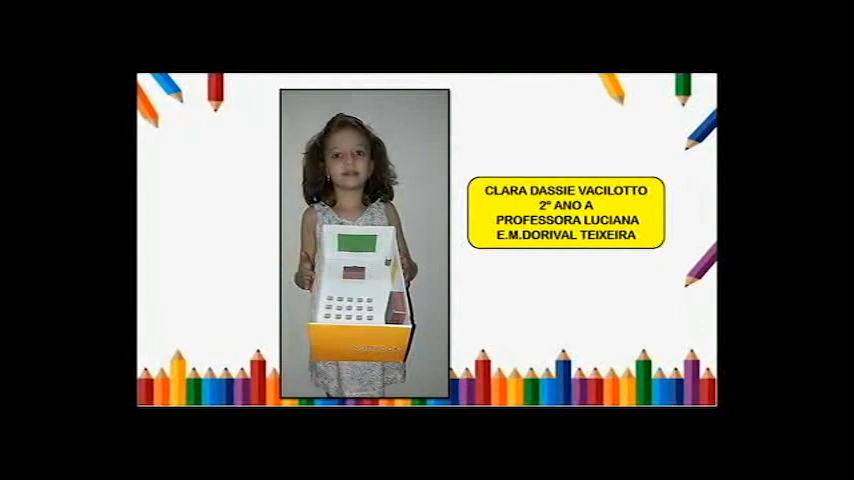 CLARA DASSIE VACILOTTO
2º ANO A
PROFESSORA LUCIANA
E.M.DORIVAL TEIXEIRA